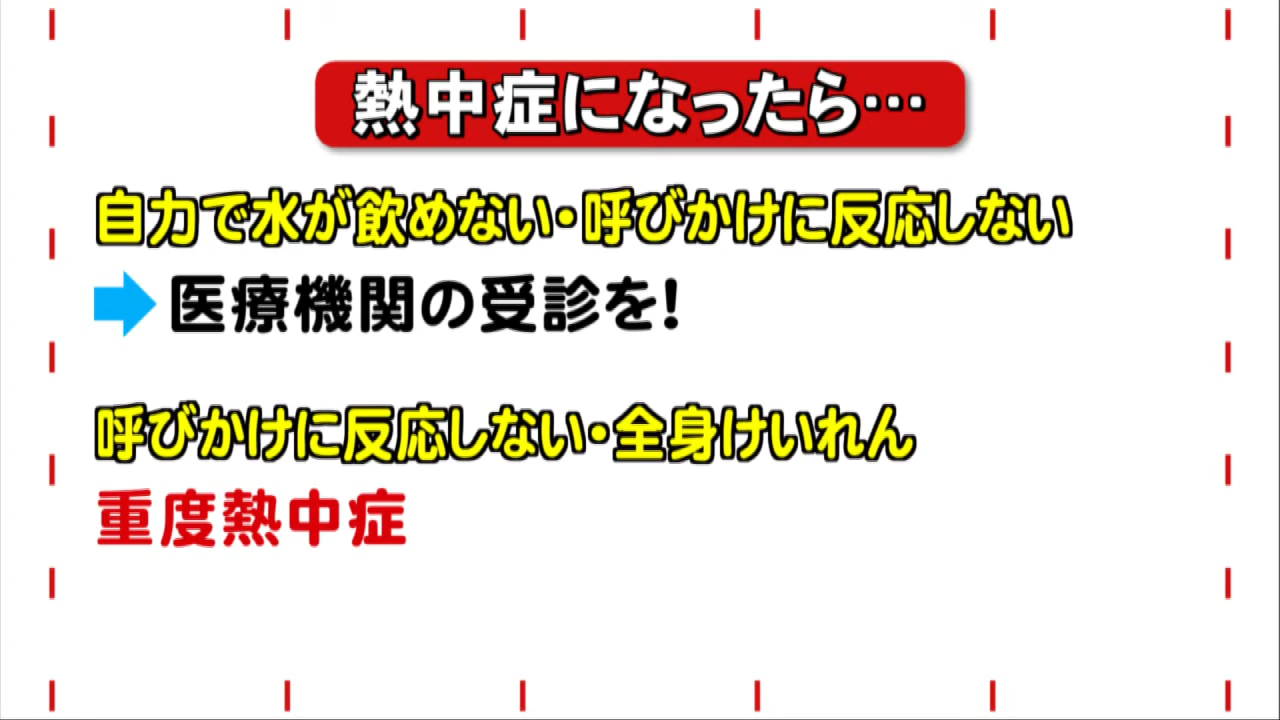 熱中症になったら…
自力で水が飲めない・呼びかけに反応しない
➡医療機関の受診を!
呼びかけに反応しない・全身けいれん
重度熱中症